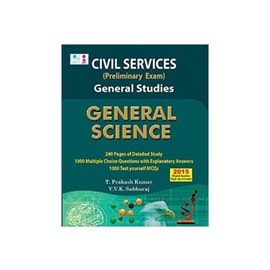 CIVIL SERVICES
(Preliminary Exam)
General Studies
GENERAL
SCIENCE
240 Pages of Detailed Study
1000 Multiple Choice Questions with Explanatory Answers
1000 Test yourself MCQs
T. Prakash Kumar
V.V.K. Subburaj
2015